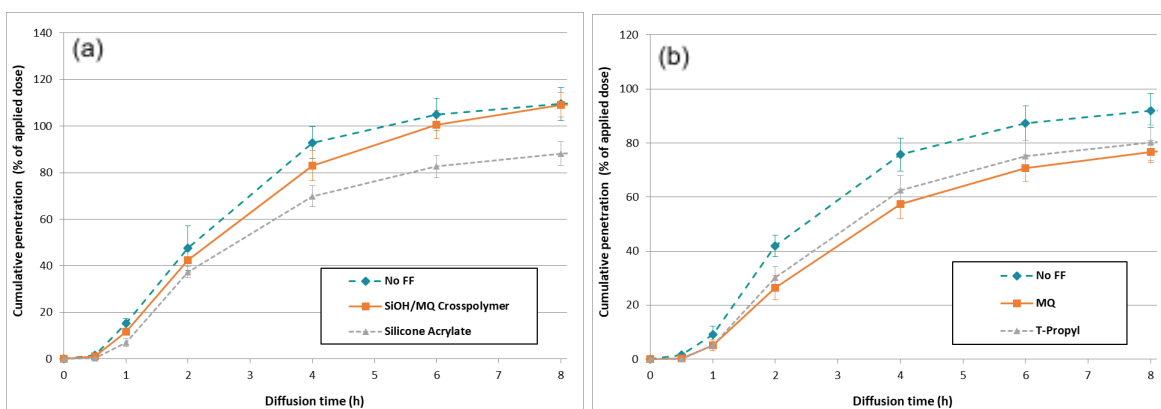 (a)
Cumulative penetration (% of applied dose)
140
120
100
80
60
40
20
0
No FF
SiOH/MQ Crosspolymer
Silicone Acrylate
0 1 2 3 4 5 6 7 8
Diffusion time (h)
(b)
Cumulative penetration (% of applied dose)
120
100
80
60
40
20
0
No FF
MQ
T-Propyl
0 1 2 3 4 5 6 7 8
Diffusion time (h)